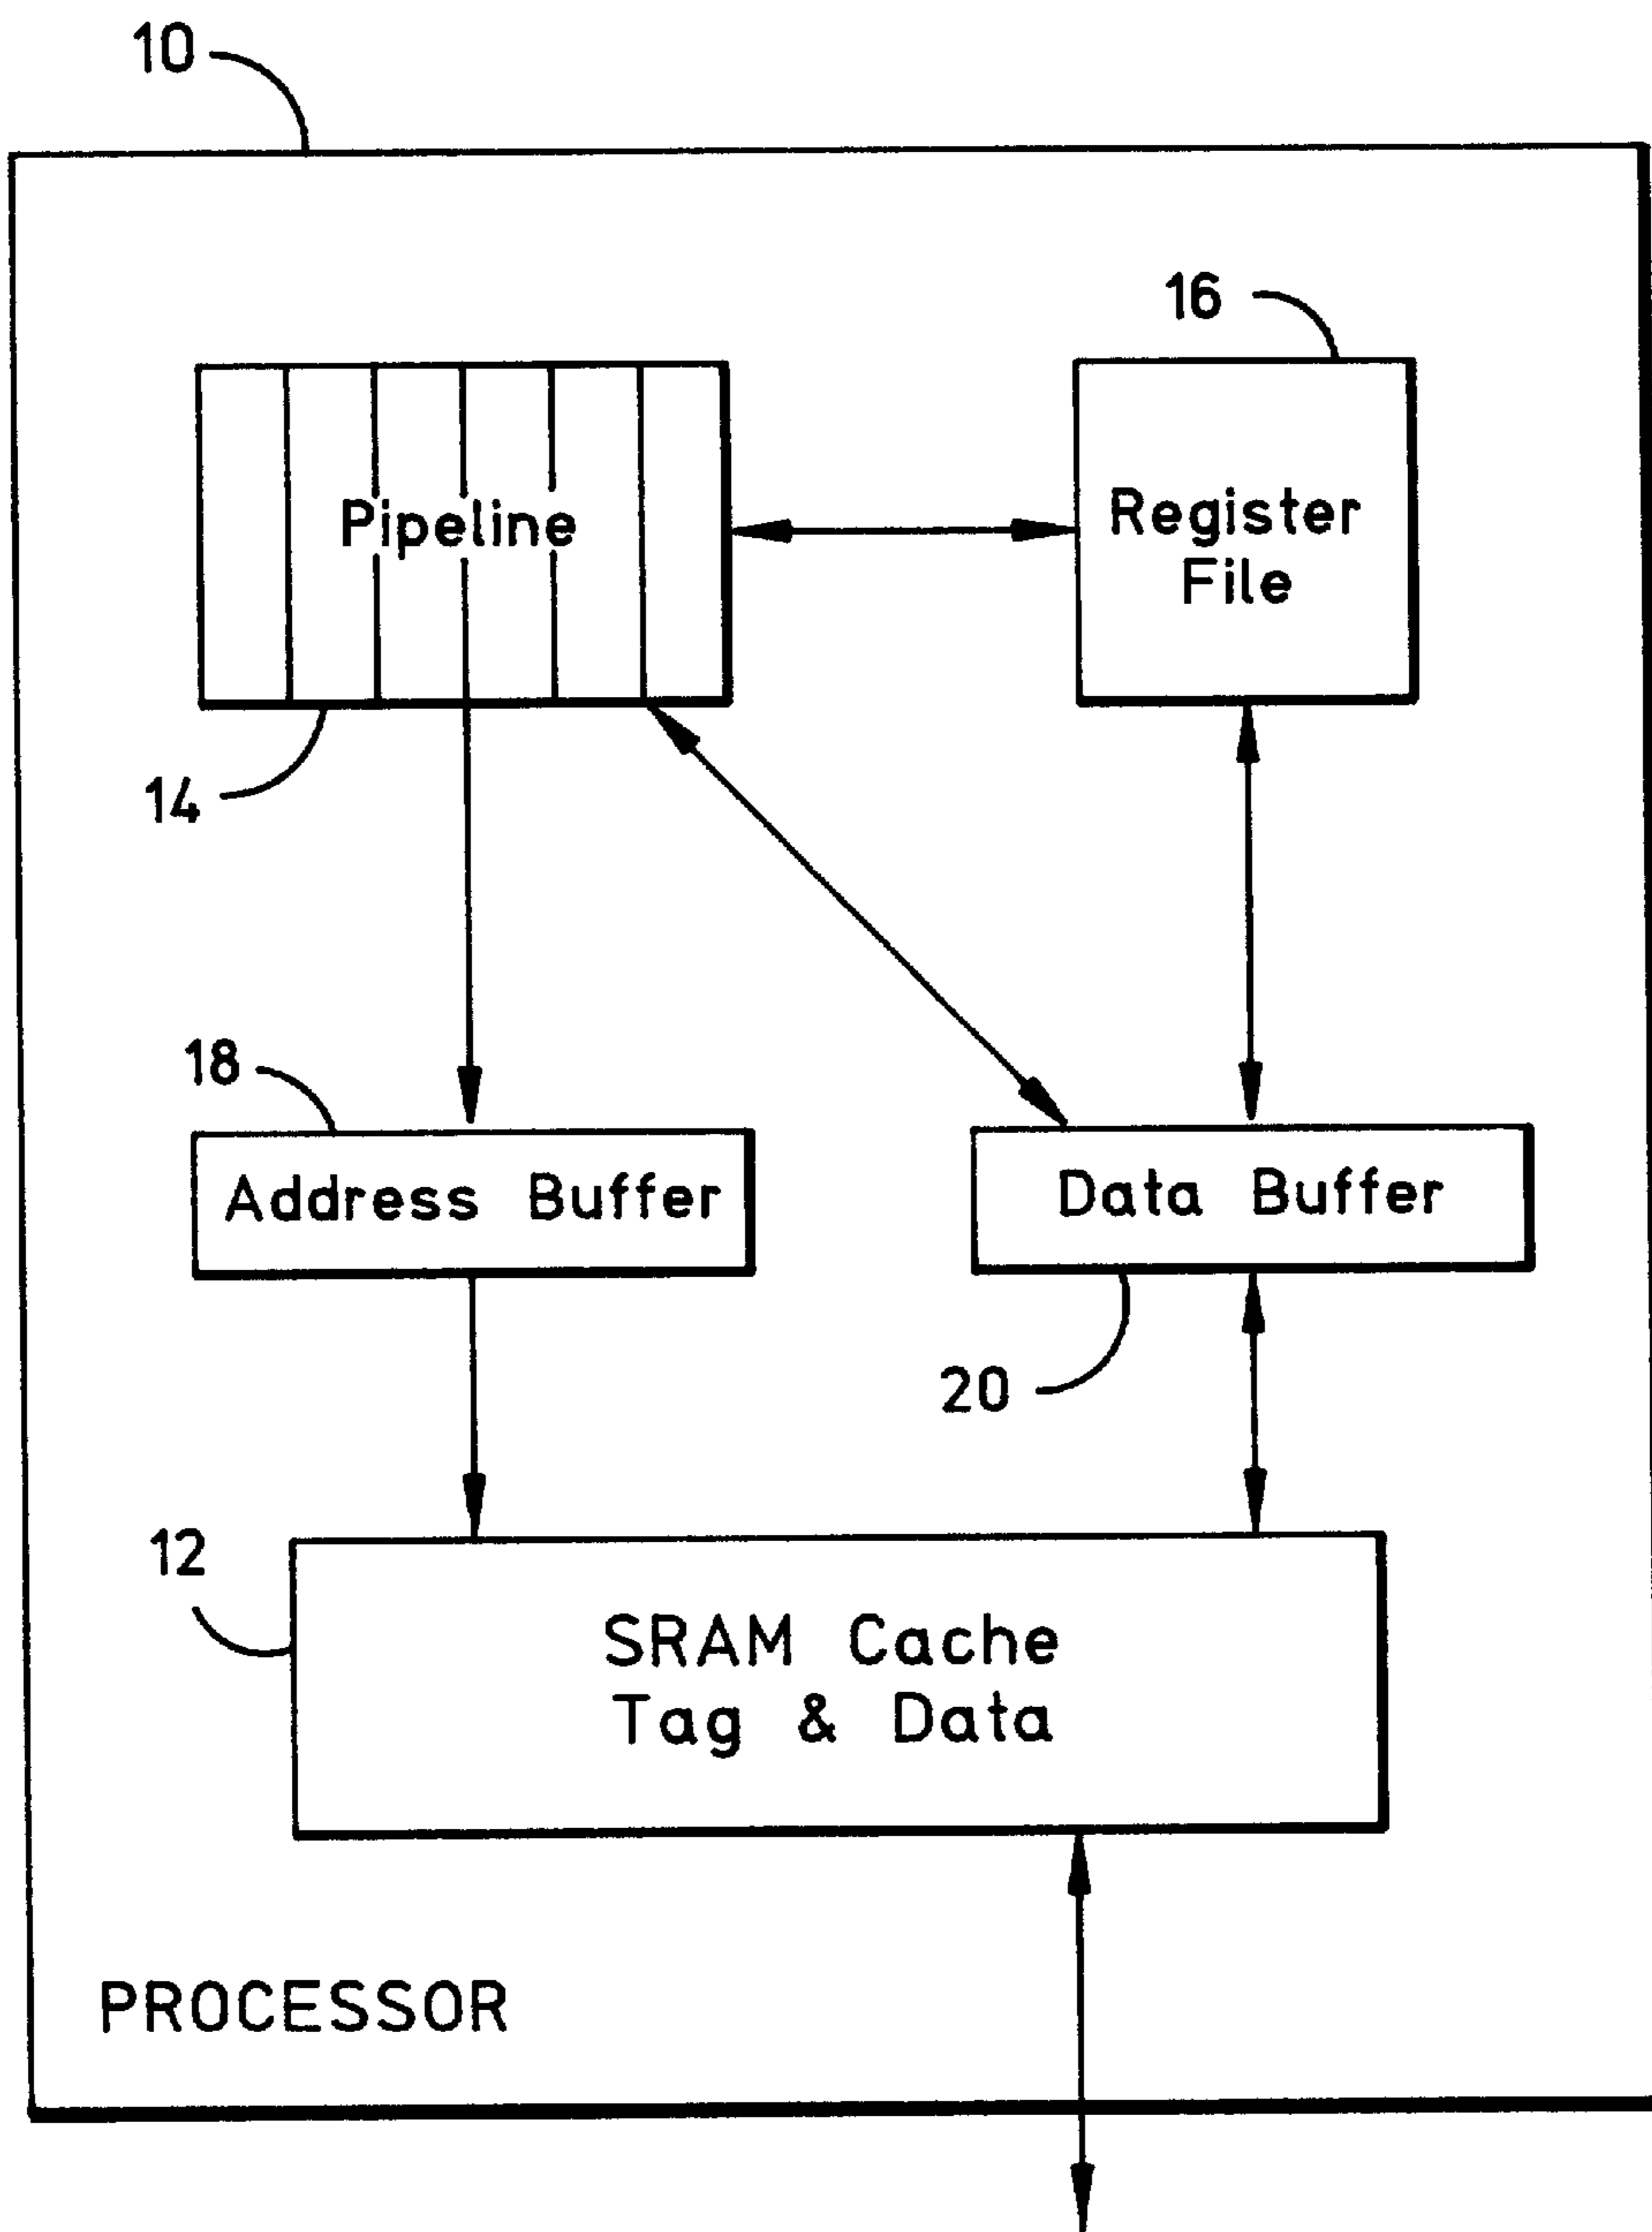 10
16
Pipeline
Register
File
14
18
Address Buffer
Data Buffer
20
12
SRAM Cache
Tag & Data
PROCESSOR